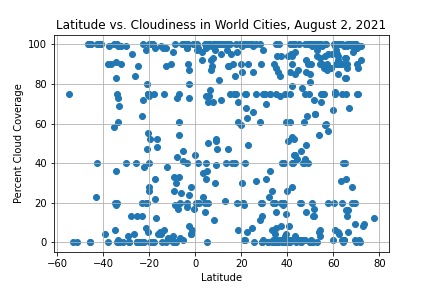 Latitude vs. Cloudiness in World Cities, August 2, 2021
Percent Cloud Coverage
100
80
60
40
20
0
−60 −40 −20 0 20 40 60 80
Latitude